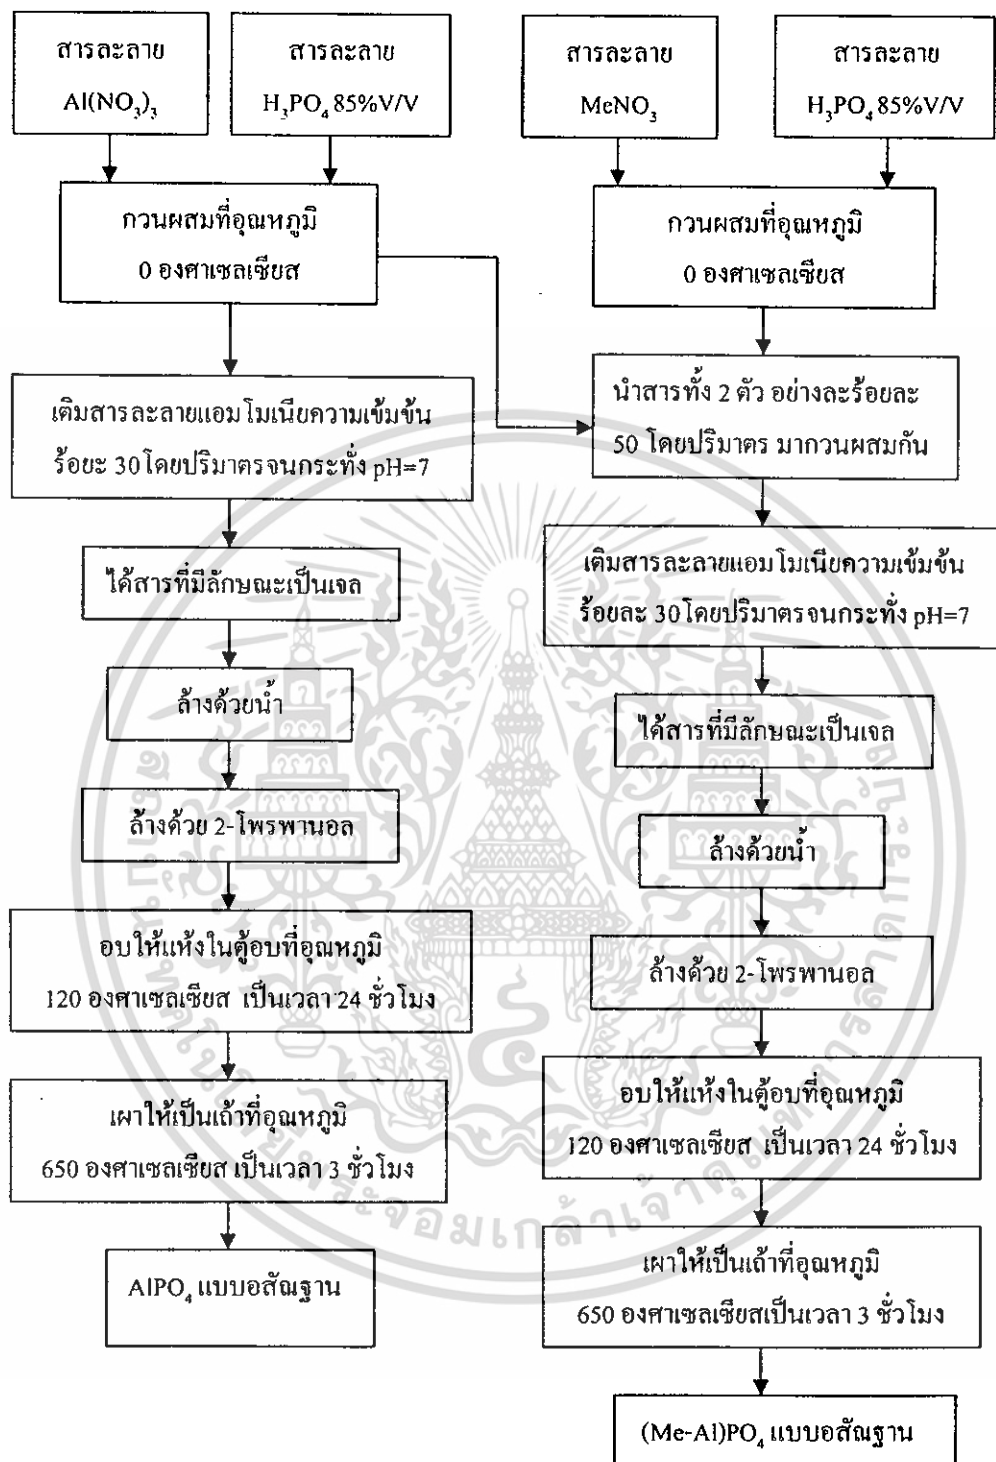 สารละลาย
Al(NO₃)₃
สารละลาย
H₃PO₄ 85%V/V
กวนผสมที่อุณหภูมิ
0 องศาเซลเซียส
เติมสารละลายแอมโมเนียความเข้มข้น
ร้อยะ 30 โดยปริมาตรจนกระทั่ง pH=7
ได้สารที่มีลักษณะเป็นเจล
ล้างด้วยน้ำ
ล้างด้วย 2-โพรพานอล
อบให้แห้งในตู้อบที่อุณหภูมิ
120 องศาเซลเซียส เป็นเวลา 24 ชั่วโมง
เผาให้เป็นเถ้าที่อุณหภูมิ
650 องศาเซลเซียส เป็นเวลา 3 ชั่วโมง
AlPO₄ แบบอสัณฐาน
สารละลาย
MeNO₃
สารละลาย
H₃PO₄ 85%V/V
กวนผสมที่อุณหภูมิ
0 องศาเซลเซียส
นำสารทั้ง 2 ตัว อย่างละร้อยละ
50 โดยปริมาตร มากวนผสมกัน
เติมสารละลายแอมโมเนียความเข้มข้น
ร้อยละ 30 โดยปริมาตรจนกระทั่ง pH=7
ได้สารที่มีลักษณะเป็นเจล
ล้างด้วยน้ำ
ล้างด้วย 2-โพรพานอล
อบให้แห้งในตู้อบที่อุณหภูมิ
120 องศาเซลเซียส เป็นเวลา 24 ชั่วโมง
เผาให้เป็นเถ้าที่อุณหภูมิ
650 องศาเซลเซียสเป็นเวลา 3 ชั่วโมง
(Me-Al)PO₄ แบบอสัณฐาน